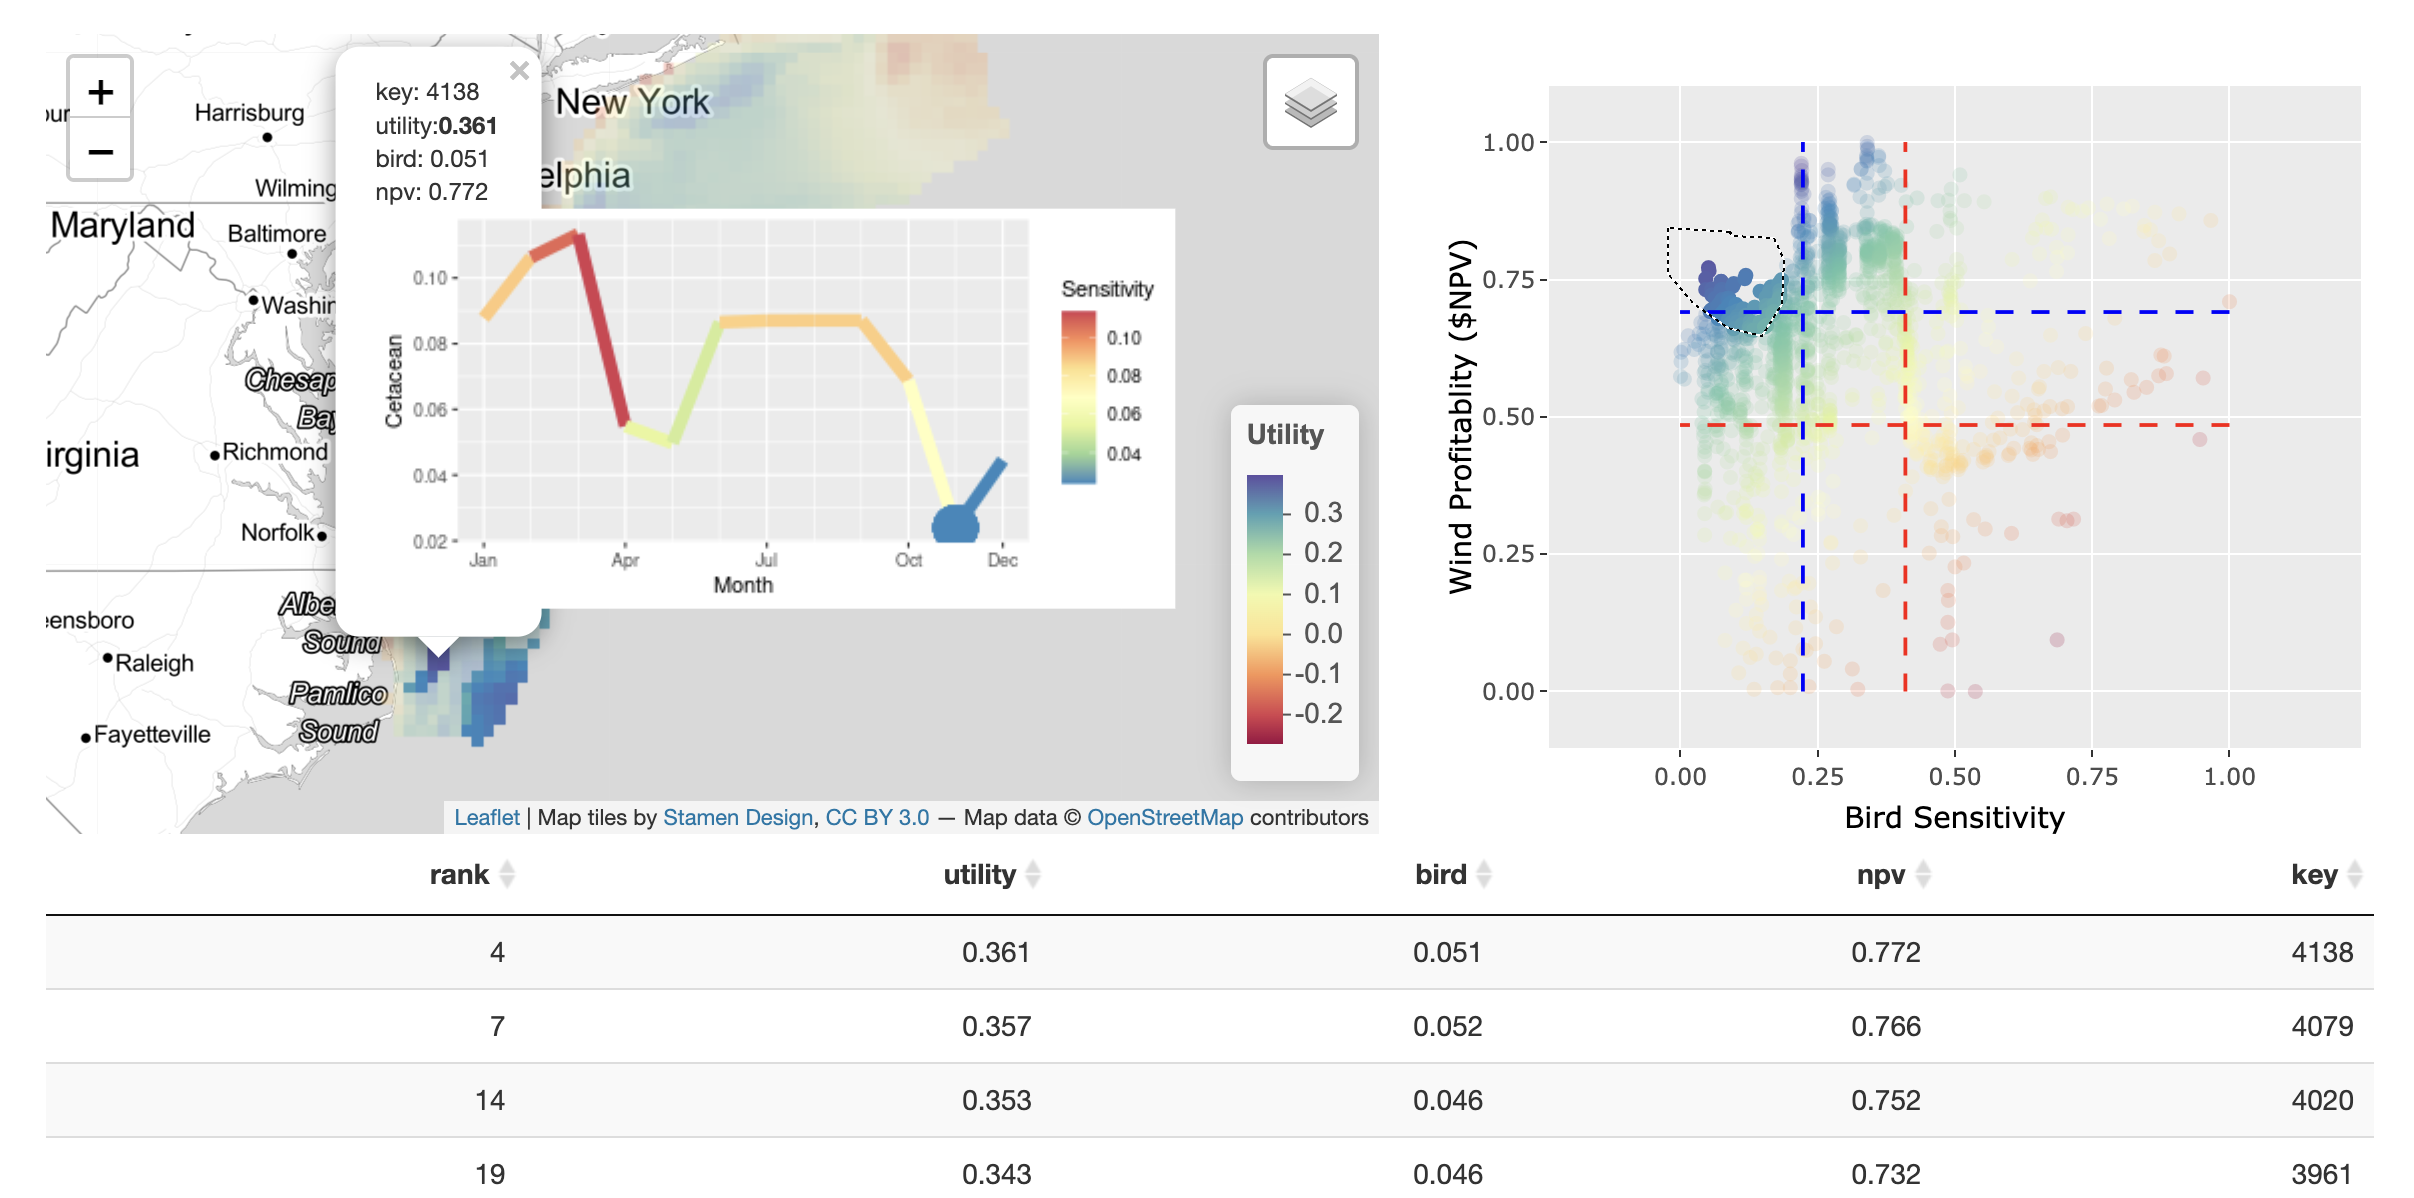 +
−
Harrisburg
Wilming
Maryland
Baltimore
Washin
Chesap
Bay
irginia
Richmond
Norfolk
Albe
Sound
eensboro
Raleigh
Pamlico
Sound
Fayetteville
New York
elphia
×
key: 4138
utility:0.361
bird: 0.051
npv: 0.772
Cetacean
0.10
0.08
0.06
0.04
0.02
Jan
Apr
Jul
Oct
Dec
Month
Sensitivity
0.10
0.08
0.06
0.04
Utility
0.3
0.2
0.1
0.0
-0.1
-0.2
Leaflet | Map tiles by Stamen Design, CC BY 3.0 — Map data © OpenStreetMap contributors
Wind Profitablity ($NPV)
1.00
0.75
0.50
0.25
0.00
0.00 0.25 0.50 0.75 1.00
Bird Sensitivity
rank utility bird npv key
4 0.361 0.051 0.772 4138
7 0.357 0.052 0.766 4079
14 0.353 0.046 0.752 4020
19 0.343 0.046 0.732 3961